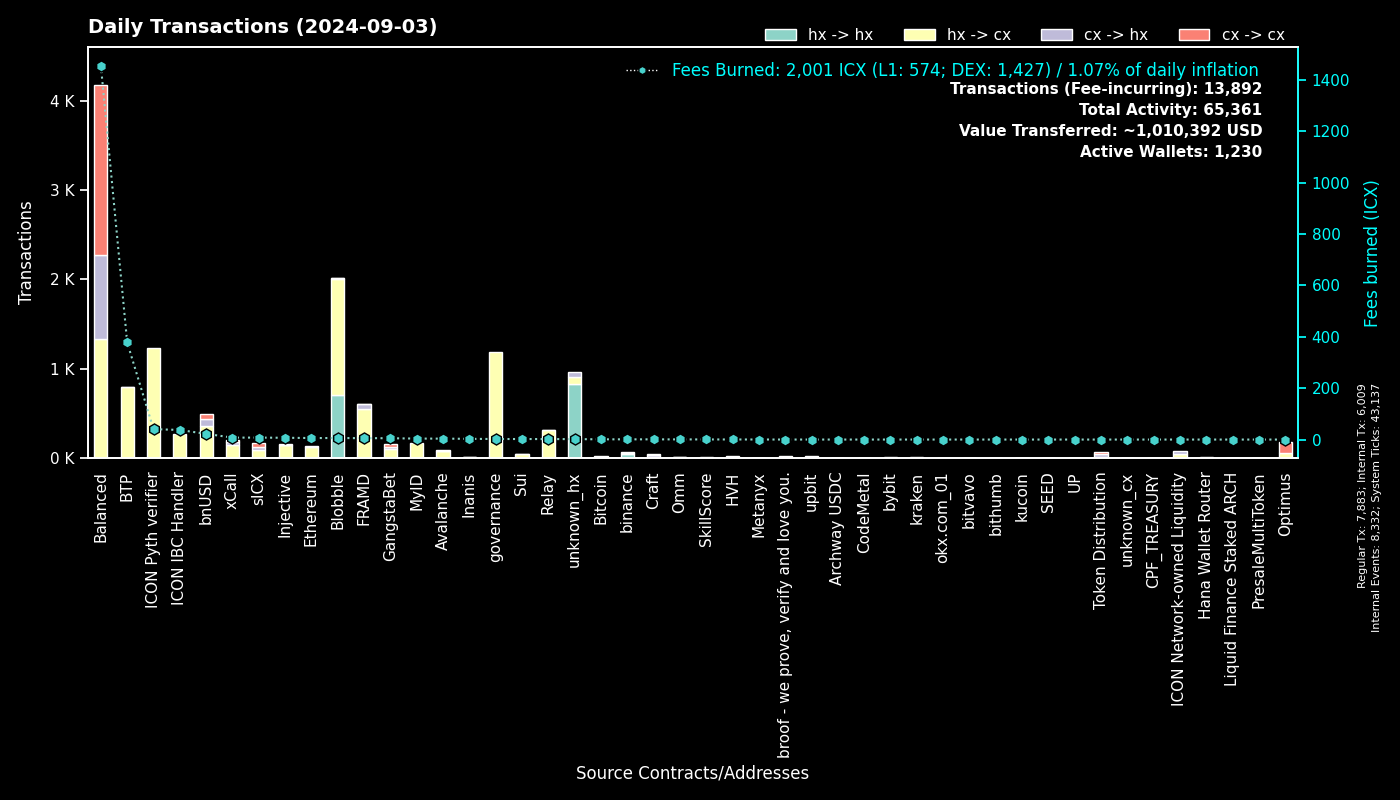 Daily Transactions (2024-09-03)
hx -> hx
hx -> cx
cx -> hx
cx -> cx
Fees Burned: 2,001 ICX (L1: 574; DEX: 1,427) / 1.07% of daily inflation
Transactions (Fee-incurring): 13,892
Total Activity: 65,361
Value Transferred: ~1,010,392 USD
Active Wallets: 1,230
Transactions
4 K
3 K
2 K
1 K
0 K
1400
1200
1000
800
600
400
200
0
Fees burned (ICX)
Regular Tx: 7,883; Internal Tx: 6,009
Internal Events: 8,332; System Ticks: 43,137
Balanced
BTP
ICON Pyth verifier
ICON IBC Handler
bnUSD
xCall
sICX
Injective
Ethereum
Blobble
FRAMD
GangstaBet
MyID
Avalanche
Inanis
governance
Sui
Relay
unknown_hx
Bitcoin
binance
Craft
Omm
SkillScore
HVH
Metanyx
broof - we prove, verify and love you.
upbit
Archway USDC
CodeMetal
bybit
kraken
okx.com_01
bitvavo
bithumb
kucoin
SEED
UP
Token Distribution
unknown_cx
CPF_TREASURY
ICON Network-owned Liquidity
Hana Wallet Router
Liquid Finance Staked ARCH
PresaleMultiToken
Optimus
Source Contracts/Addresses